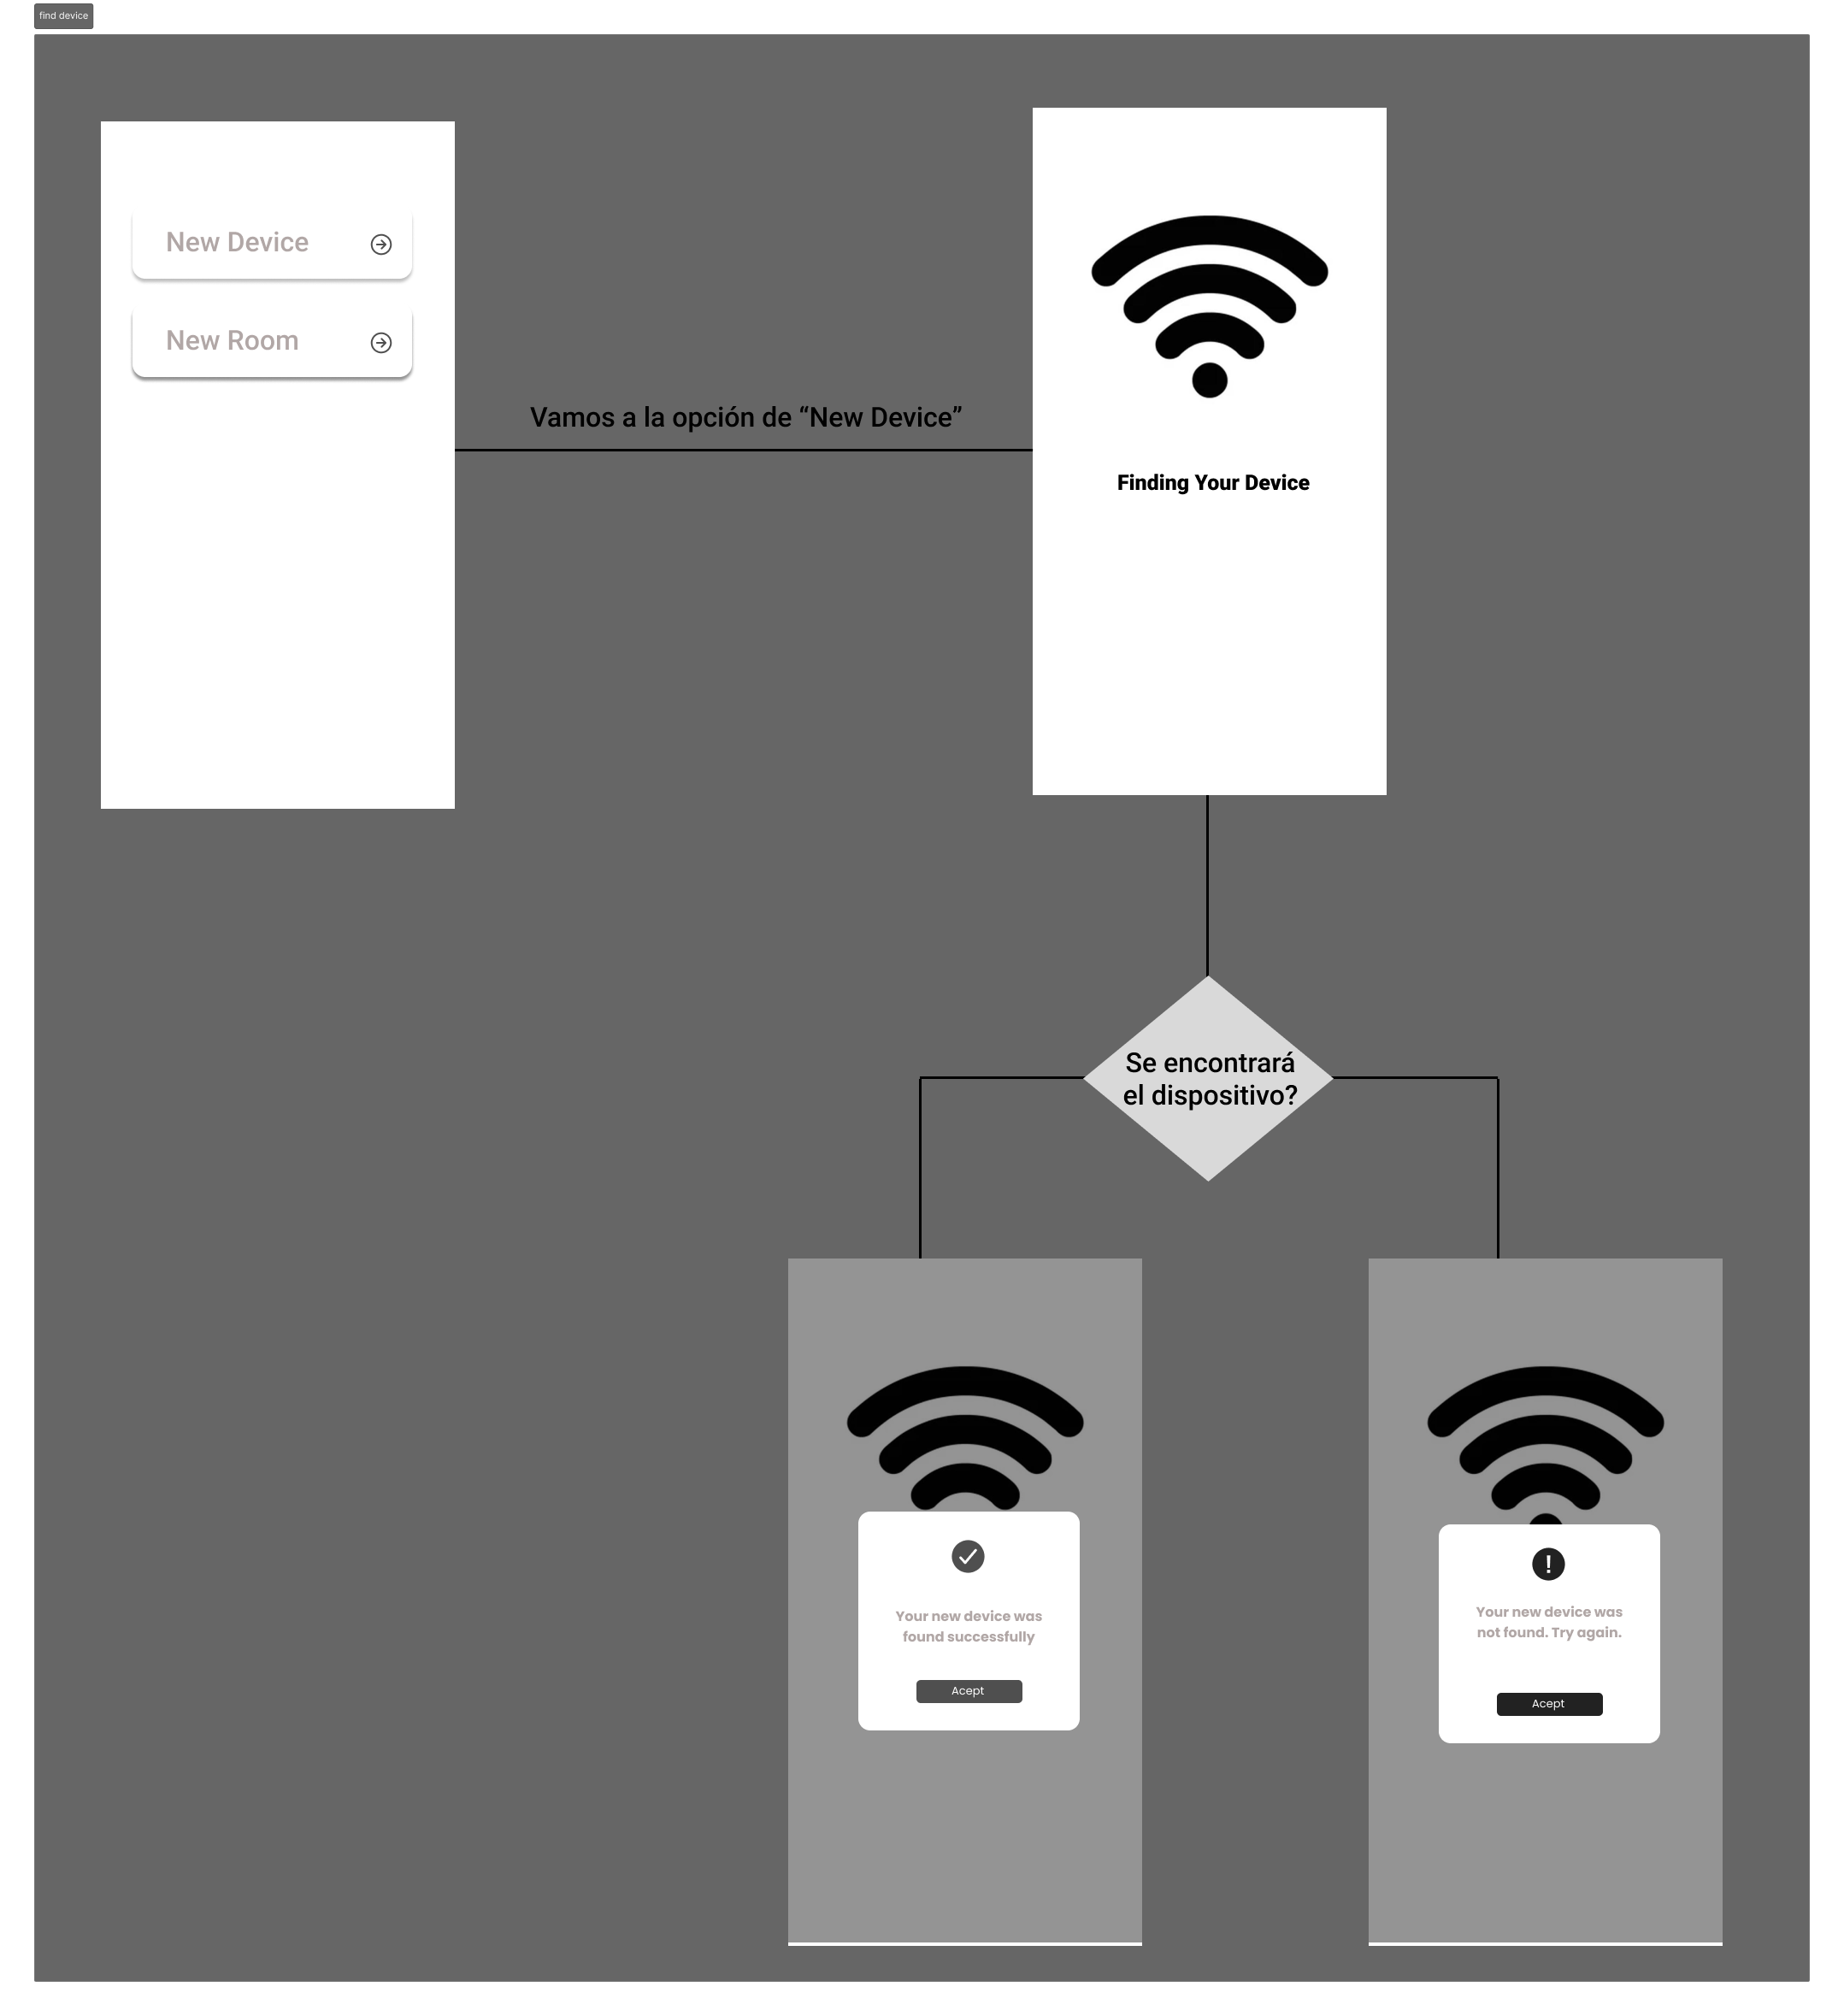 find device
New Device
New Room
Vamos a la opción de “New Device”
Finding Your Device
Se encontrará
el dispositivo?
Your new device was
found successfully
Acept
Your new device was
not found. Try again.
Acept